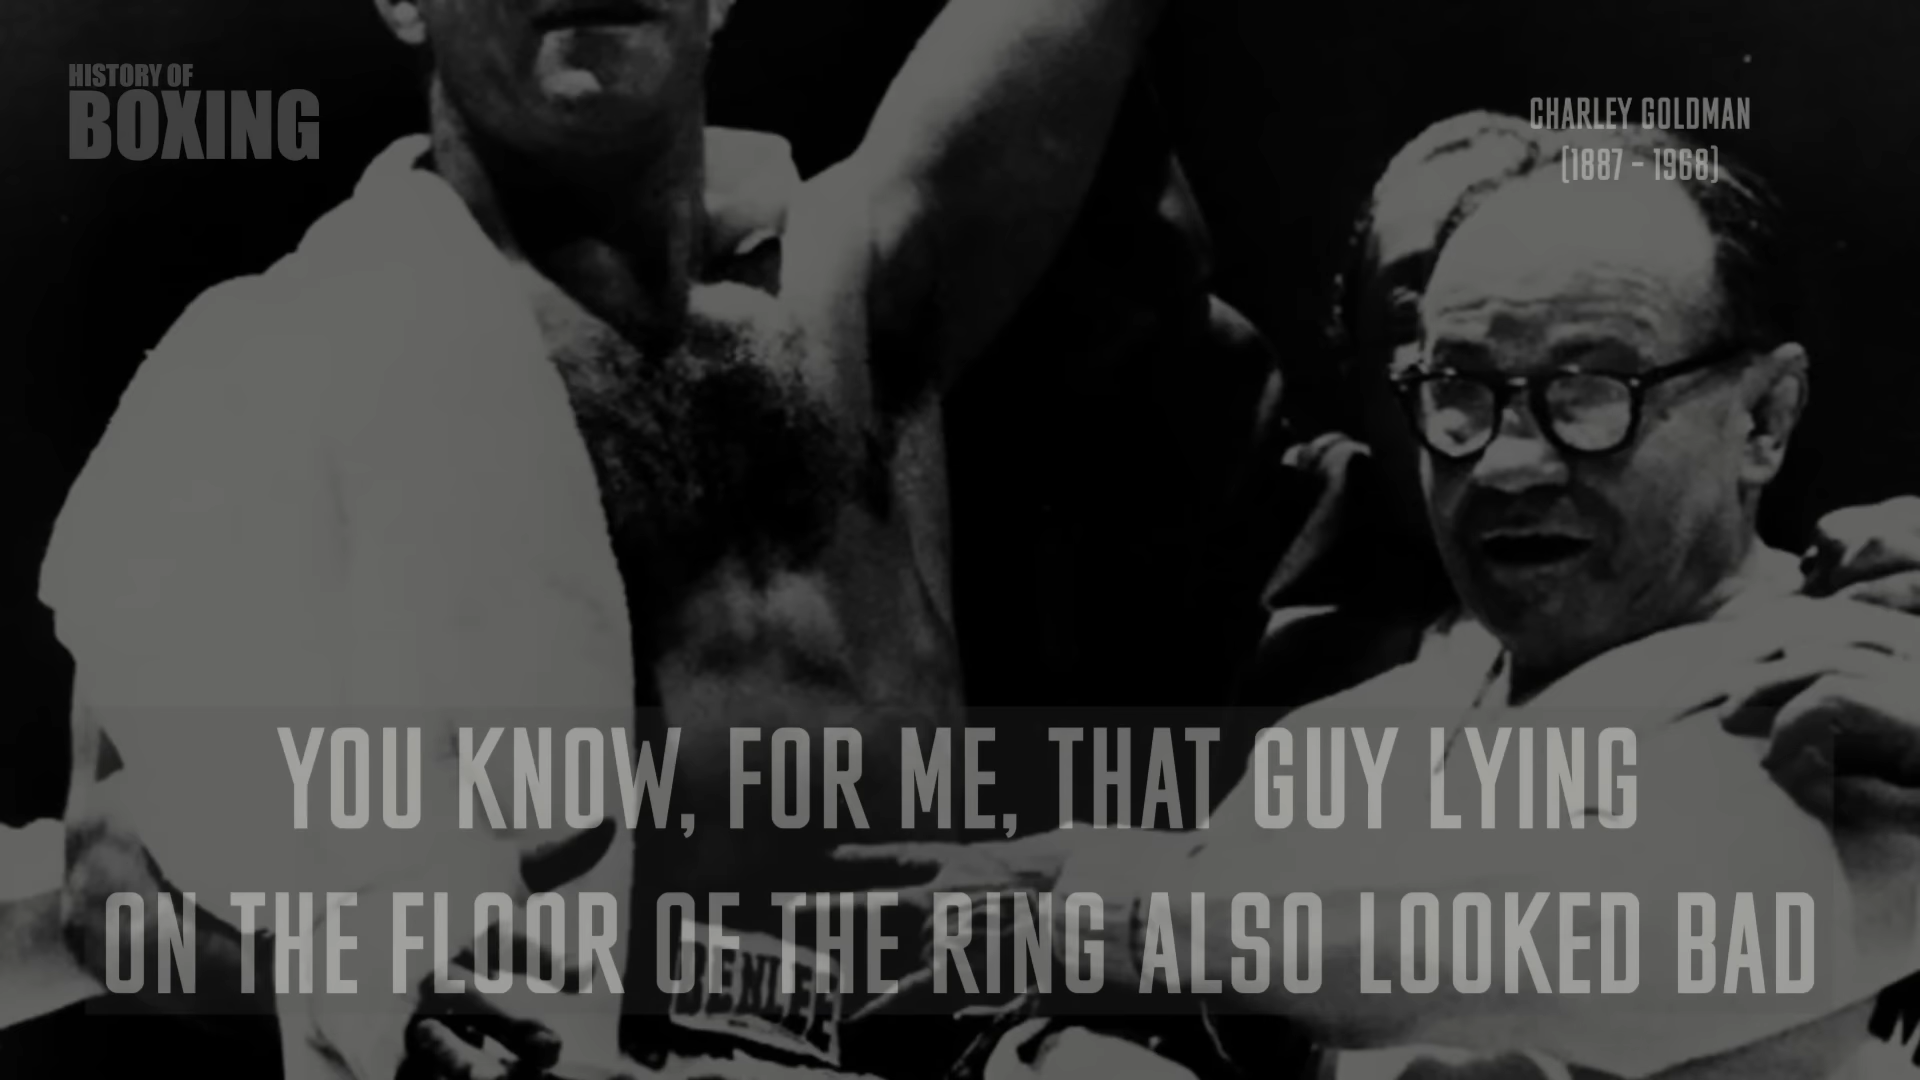 HISTORY OF
BOXING
CHARLEY GOLDMAN
(1887 - 1968)
YOU KNOW, FOR ME, THAT GUY LYING
ON THE FLOOR OF THE RING ALSO LOOKED BAD
BENLEE